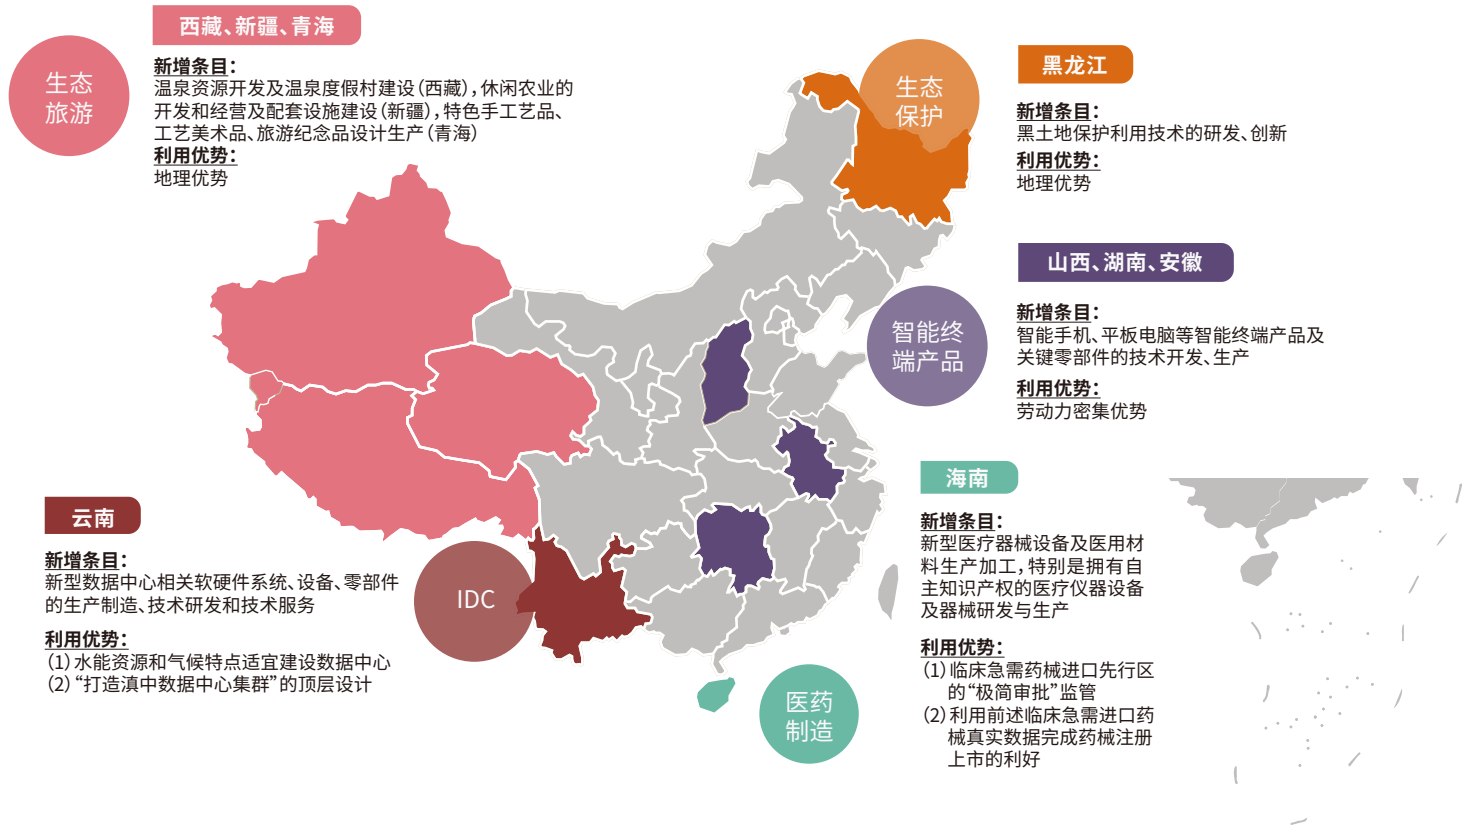 西藏、新疆、青海
生态
旅游
新增条目：
温泉资源开发及温泉度假村建设（西藏），休闲农业的
开发和经营及配套设施建设（新疆），特色手工艺品、
工艺美术品、旅游纪念品设计生产（青海）
利用优势：
地理优势
生态
保护
黑龙江
新增条目：
黑土地保护利用技术的研发、创新
利用优势：
地理优势
山西、湖南、安徽
智能终
端产品
新增条目：
智能手机、平板电脑等智能终端产品及
关键零部件的技术开发、生产
利用优势：
劳动力密集优势
云南
新增条目：
新型数据中心相关软硬件系统、设备、零部件
的生产制造、技术研发和技术服务
利用优势：
（1）水能资源和气候特点适宜建设数据中心
（2）“打造滇中数据中心集群”的顶层设计
IDC
海南
新增条目：
新型医疗器械设备及医用材
料生产加工，特别是拥有自
主知识产权的医疗仪器设备
及器械研发与生产
利用优势：
（1）临床急需药械进口先行区
的“极简审批”监管
（2）利用前述临床急需进口药
械真实数据完成药械注册
上市的利好
医药
制造